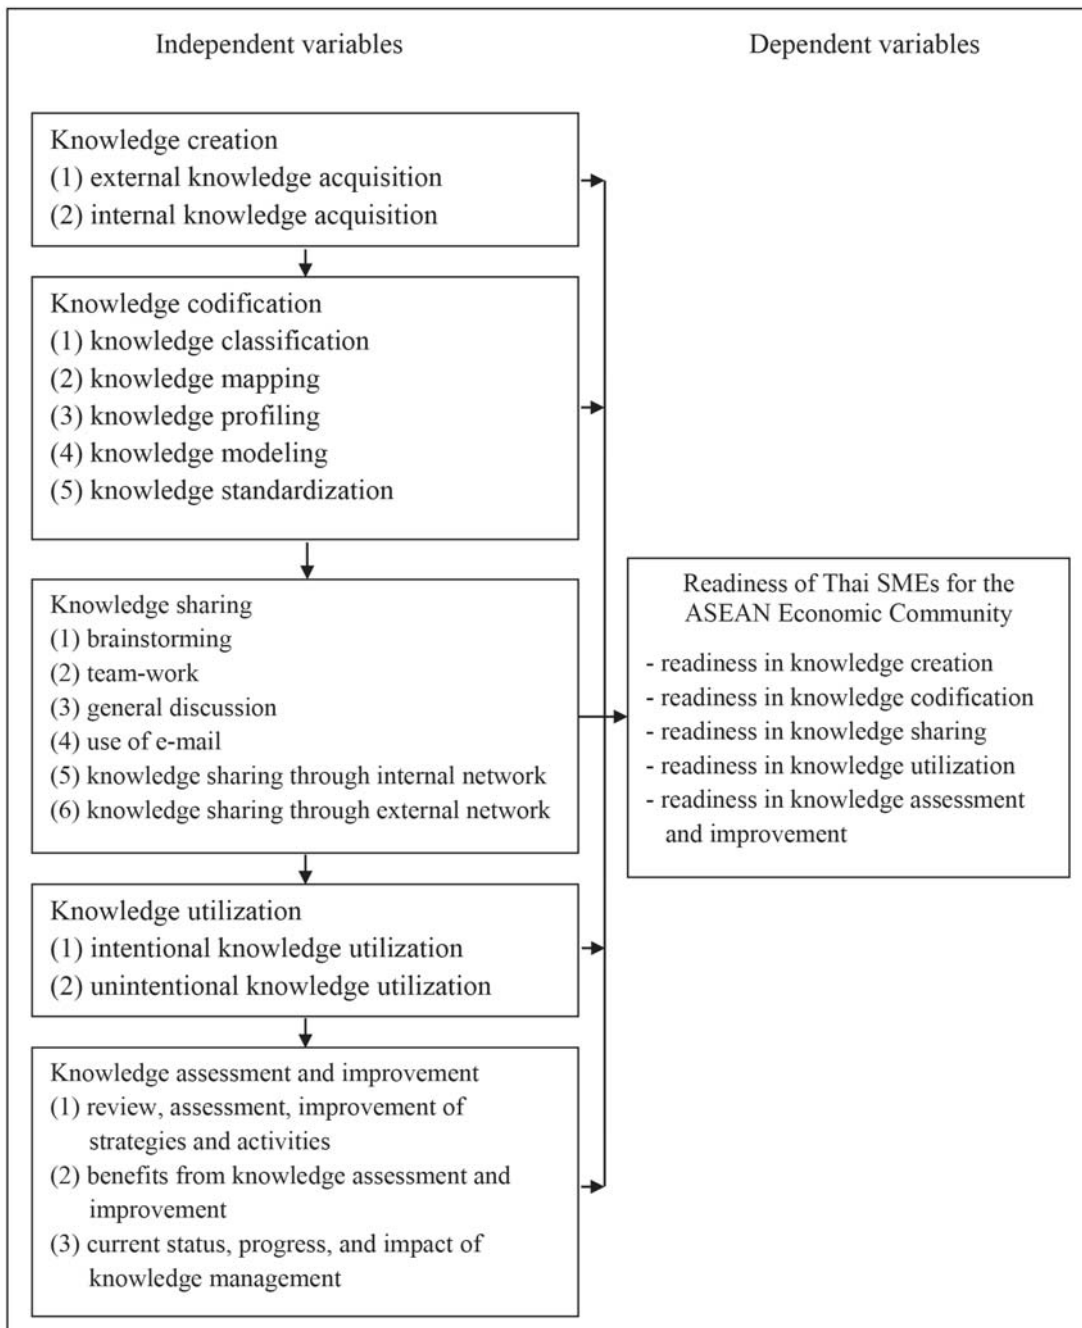 Independent variables
Dependent variables
Knowledge creation
(1) external knowledge acquisition
(2) internal knowledge acquisition
Knowledge codification
(1) knowledge classification
(2) knowledge mapping
(3) knowledge profiling
(4) knowledge modeling
(5) knowledge standardization
Knowledge sharing
(1) brainstorming
(2) team-work
(3) general discussion
(4) use of e-mail
(5) knowledge sharing through internal network
(6) knowledge sharing through external network
Knowledge utilization
(1) intentional knowledge utilization
(2) unintentional knowledge utilization
Knowledge assessment and improvement
(1) review, assessment, improvement of
strategies and activities
(2) benefits from knowledge assessment and
improvement
(3) current status, progress, and impact of
knowledge management
Readiness of Thai SMEs for the
ASEAN Economic Community
- readiness in knowledge creation
- readiness in knowledge codification
- readiness in knowledge sharing
- readiness in knowledge utilization
- readiness in knowledge assessment
and improvement